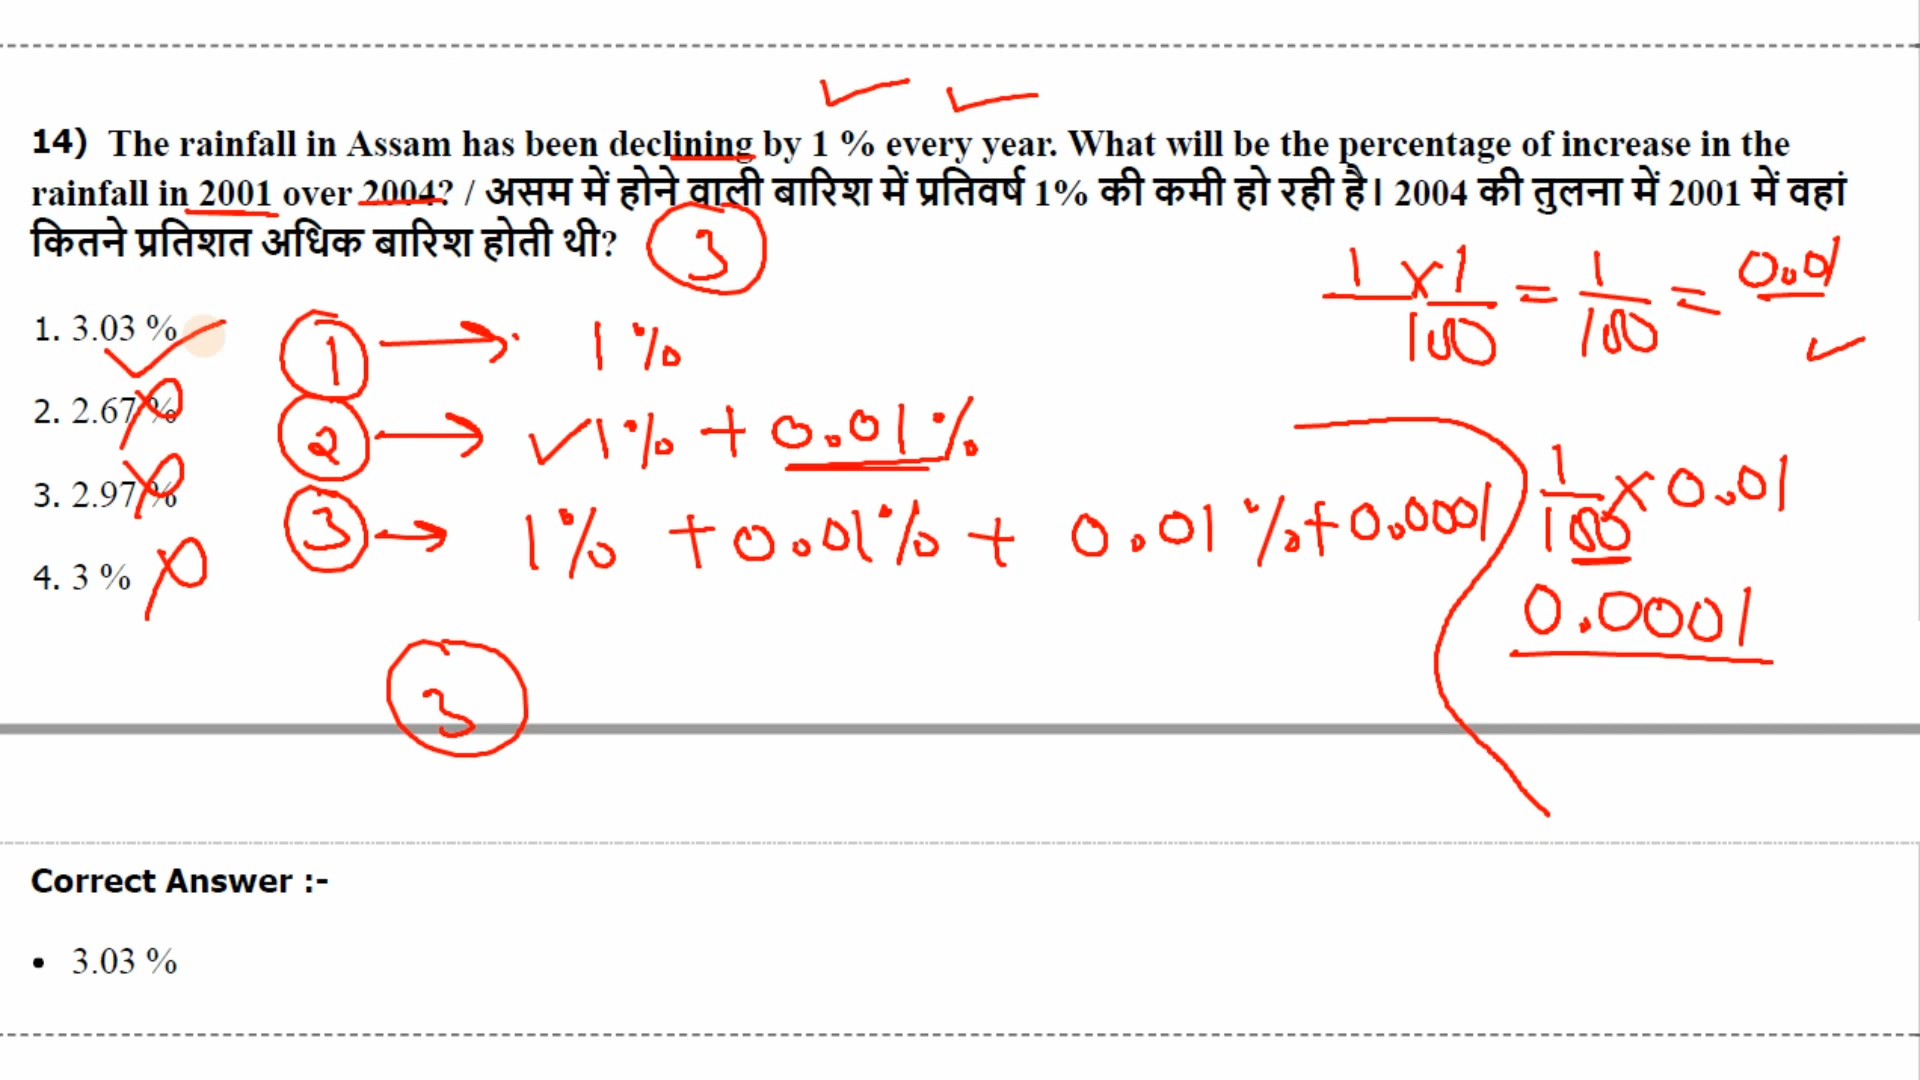 14) The rainfall in Assam has been declining by 1 % every year. What will be the percentage of increase in the
rainfall in 2001 over 2004? / असम में होने वाली बारिश में प्रतिवर्ष 1% की कमी हो रही है। 2004 की तुलना में 2001 में वहां
कितने प्रतिशत अधिक बारिश होती थी?
3
1 × 1 / 100 = 1 / 100 = 0.01
1. 3.03 %
1 → 1%
2. 2.67 %
2 → 1% + 0.01%
3. 2.97 %
3 → 1% + 0.01% + 0.01% + 0.0001
1 / 100 × 0.01
4. 3 %
0.0001
3
Correct Answer :-
• 3.03 %